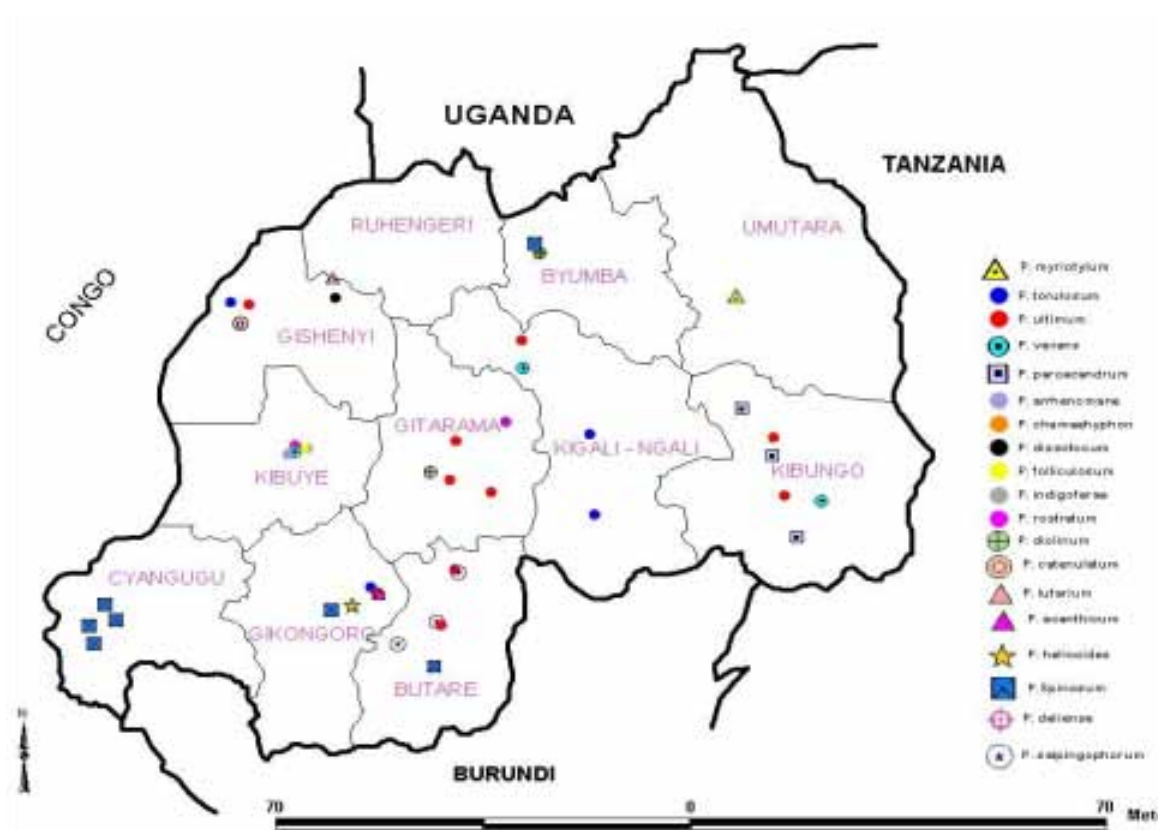 UGANDA
TANZANIA
CONGO
RUHENGERI
UMUTARA
BYUMBA
GISHENYI
GITARAMA
KIGALI - NGALI
KIBUYE
KIBUNGO
CYANGUGU
GIKONGORO
BUTARE
BURUNDI
P. myriotylum
P. torulosum
P. ultimum
P. vexans
P. paroecandrum
P. arrhenomane
P. chamaehyphon
P. dissotocum
P. folliculosum
P. indigoferae
P. rostratum
P. diclinum
P. catenulatum
P. lutarium
P. acanthicum
P. helicoides
P. Spinosum
P. deliense
P. salpingophorum
N
70 0 70 Met